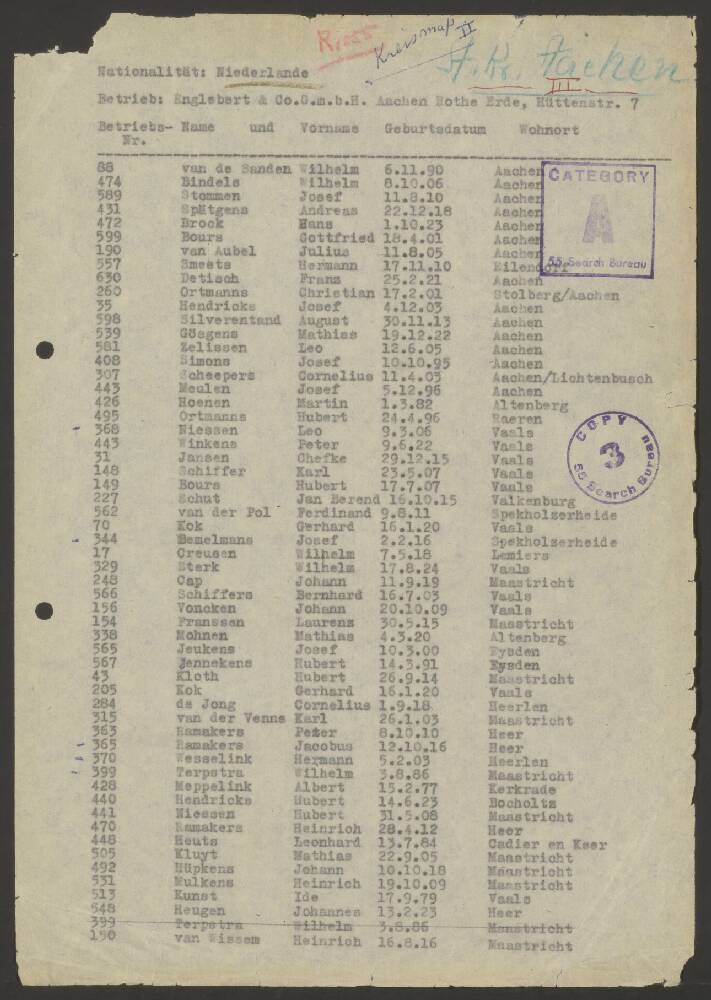 Kreismap II
A.K. Aachen
III
Nationalität: Niederlande
Betrieb: Englebert & Co.G.m.b.H. Aachen Rothe Erde, Hüttenstr. 7
Betriebs- Name und Vorname Geburtsdatum Wohnort
Nr.
88 van de Sanden Wilhelm 6.11.90 Aachen
474 Bindels Wilhelm 8.10.06 Aachen
589 Stommen Josef 11.8.10 Aachen
431 Spätgens Andreas 22.12.18 Aachen
472 Brock Hans 1.10.23 Aachen
599 Bours Gottfried 18.4.01 Aachen
190 van Aubel Julius 11.8.05 Aachen
557 Smeets Hermann 17.11.10 Eilendorf
630 Detisch Franz 25.2.21 Aachen
260 Ortmanns Christian 17.2.01 Stolberg/Aachen
35 Hendricks Josef 4.12.03 Aachen
598 Silverentand August 30.11.13 Aachen
539 Gösgens Mathias 19.12.22 Aachen
581 Zelissen Leo 12.6.05 Aachen
408 Simons Josef 10.10.95 Aachen
307 Scheepers Cornelius 11.4.03 Aachen/Lichtenbusch
443 Meulen Josef 5.12.96 Aachen
426 Hoenen Martin 1.3.82 Altenberg
495 Ortmanns Hubert 24.4.96 Raeren
368 Niessen Leo 9.3.06 Vaals
443 Winkens Peter 9.6.22 Vaals
31 Jansen Chefke 29.12.15 Vaals
148 Schiffer Karl 23.5.07 Vaals
149 Bours Hubert 17.7.07 Vaals
227 Schut Jan Berend 16.10.15 Valkenburg
562 van der Pol Ferdinand 9.8.11 Spekholzerheide
70 Kok Gerhard 16.1.20 Vaals
344 Bemelmans Josef 2.2.16 Spekholzerheide
17 Creusen Wilhelm 7.5.18 Lemiers
329 Sterk Wilhelm 17.8.24 Vaals
248 Cap Johann 11.9.19 Maastricht
566 Schiffers Bernhard 16.7.03 Vaals
156 Voncken Johann 20.10.09 Vaals
154 Franssen Laurens 30.5.15 Maastricht
338 Mohnen Mathias 4.3.20 Altenberg
565 Jeukens Josef 10.3.00 Eysden
567 Jennekens Hubert 14.3.91 Eysden
43 Kloth Hubert 26.9.14 Maastricht
205 Kok Gerhard 16.1.20 Vaals
284 de Jong Cornelius 1.9.18 Heerlen
315 van der Venne Karl 26.1.03 Maastricht
363 Ramakers Peter 8.10.10 Heer
365 Ramakers Jacobus 12.10.16 Heer
370 Wesselink Hermann 5.2.03 Heerlen
399 Terpstra Wilhelm 3.8.86 Maastricht
428 Meppelink Albert 15.2.77 Kerkrade
440 Hendricks Hubert 14.6.23 Bocholtz
441 Niessen Hubert 31.5.08 Maastricht
470 Ramakers Heinrich 28.4.12 Heer
448 Heuts Leonhard 13.7.84 Cadier en Keer
505 Kluyt Mathias 22.9.05 Maastricht
492 Hüpkens Johann 10.10.18 Maastricht
531 Mulkens Heinrich 19.10.09 Maastricht
513 Kunst Ide 17.9.79 Vaals
548 Heugen Johannes 13.2.23 Heer
399 Terpstra Wilhelm 3.8.86 Maastricht
190 van Wissem Heinrich 16.8.16 Maastricht
CATEGORY
A
55 Search Bureau
COPY
3
55 Search Bureau